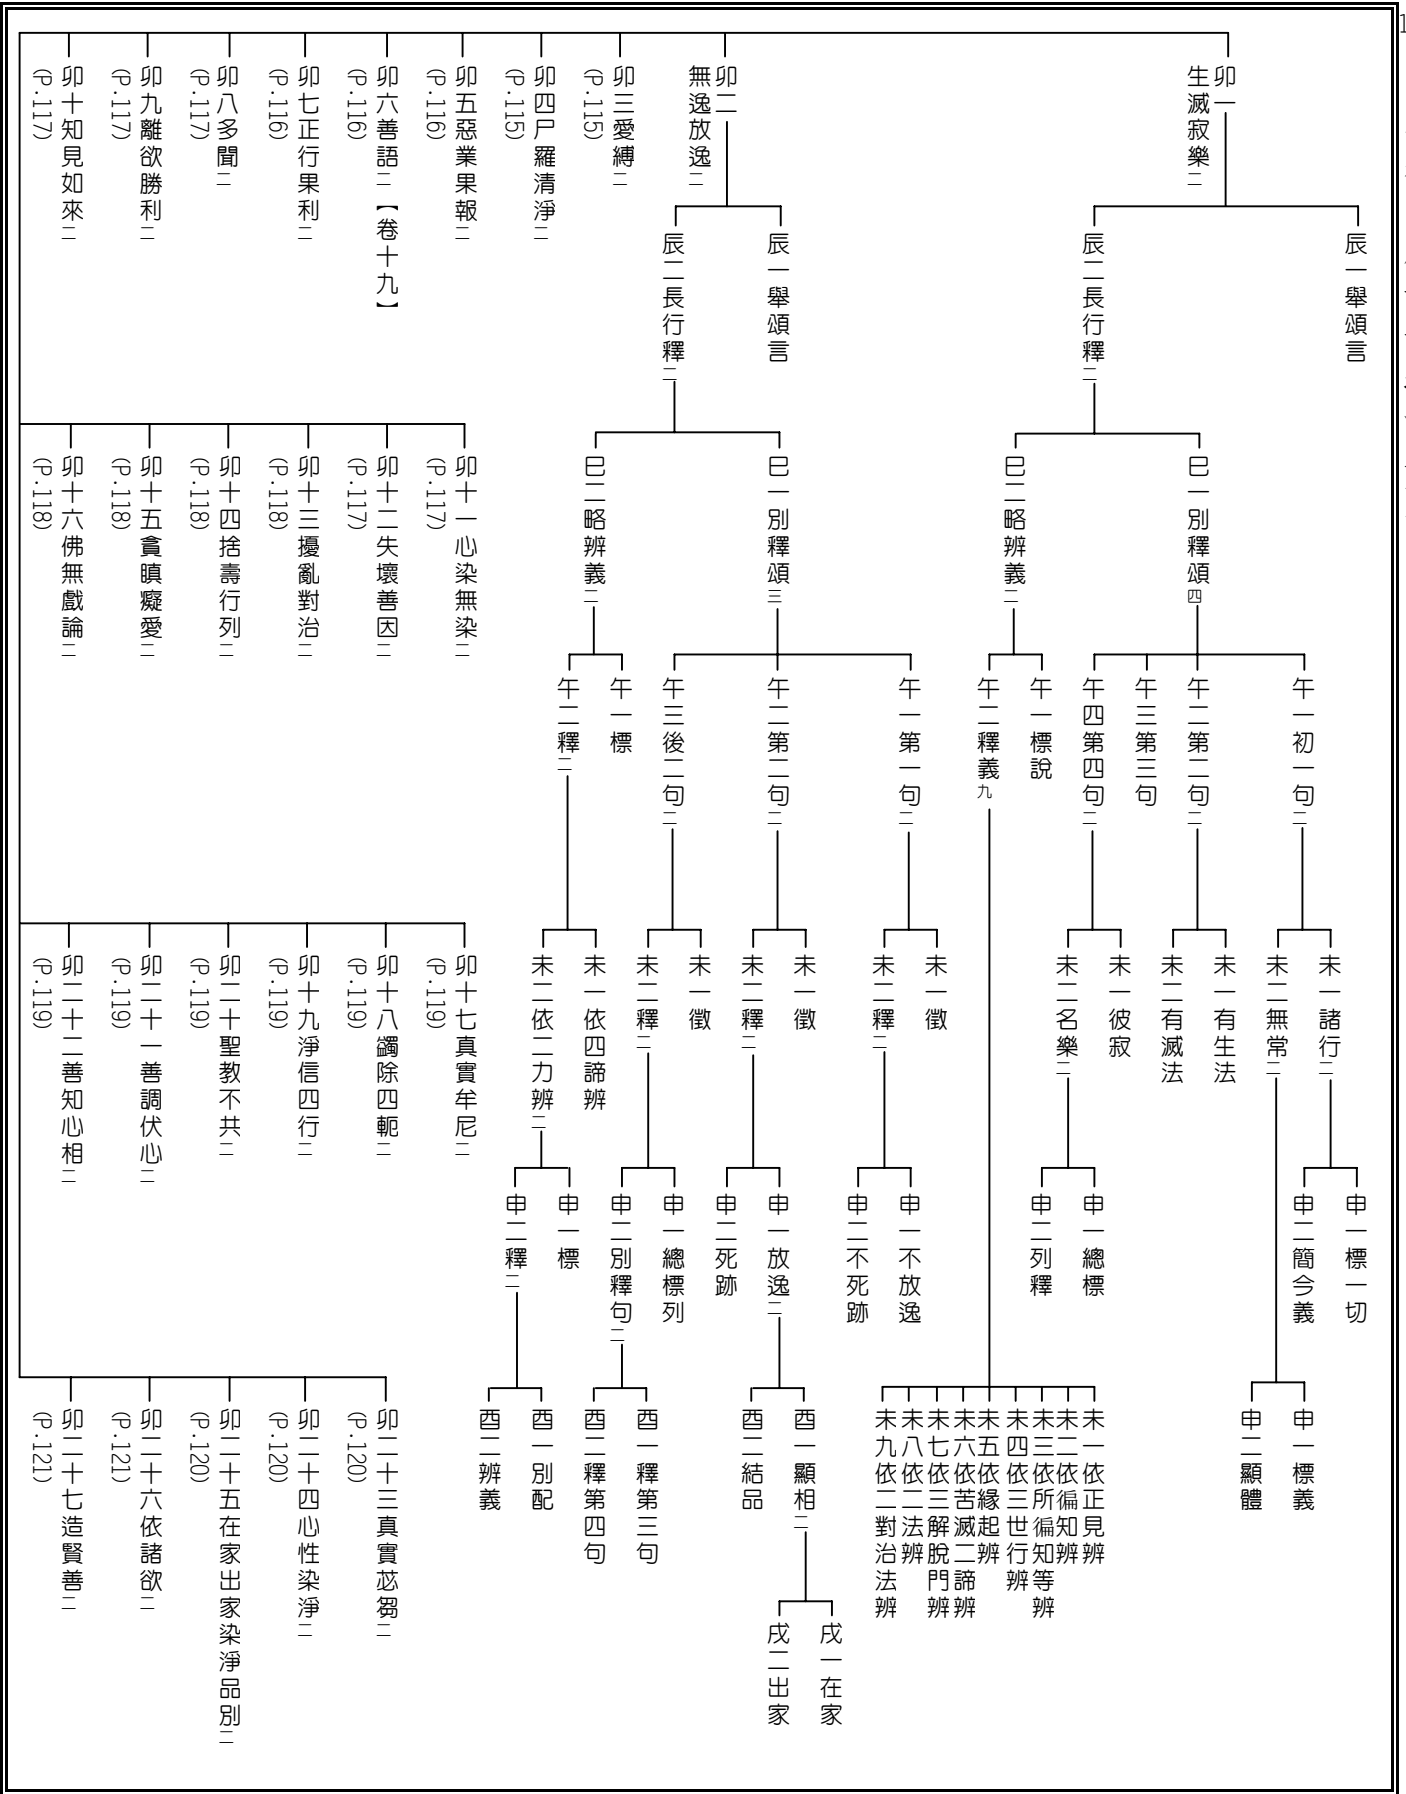 卯一
生滅寂樂二
辰一舉頌言
辰二長行釋二
巳一別釋頌四
午一初一句二
未一諸行二
申一標一切
申二簡今義
未二無常二
申一標義
申二顯體
午二第二句二
未一有生法
未二有滅法
午三第三句
午四第四句二
未一彼寂
未二名樂二
申一總標
申二列釋
巳二略辨義二
午一標說
午二釋義九
未一依正見辨
未二依徧知辨
未三依所徧知等辨
未四依三世行辨
未五依緣起辨
未六依苦滅二諦辨
未七依三解脫門辨
未八依二法辨
未九依二對治法辨
卯二
無逸放逸二
辰一舉頌言
辰二長行釋二
巳一別釋頌三
午一第一句二
未一徵
未二釋二
申一不放逸
申二不死跡
午二第二句二
未一徵
未二釋二
申一放逸二
酉一顯相二
戌一在家
戌二出家
酉二結品
申二死跡
午三後二句二
未一徵
未二釋二
申一總標列
申二別釋句二
酉一釋第三句
酉二釋第四句
巳二略辨義二
午一標
午二釋二
未一依四諦辨
未二依二力辨二
申一標
申二釋二
酉一別配
酉二辨義
卯三愛縛二
(P.115)
卯四尸羅清淨二
(P.115)
卯五惡業果報二
(P.116)
卯六善語二【卷十九】
(P.116)
卯七正行果利二
(P.116)
卯八多聞二
(P.117)
卯九離欲勝利二
(P.117)
卯十知見如來二
(P.117)
卯十一心染無染二
(P.117)
卯十二失壞善因二
(P.117)
卯十三擾亂對治二
(P.118)
卯十四捨壽行列二
(P.118)
卯十五貪瞋癡愛二
(P.118)
卯十六佛無戲論二
(P.118)
卯十七真實牟尼二
(P.119)
卯十八蠲除四軛二
(P.119)
卯十九淨信四行二
(P.119)
卯二十聖教不共二
(P.119)
卯二十一善調伏心二
(P.119)
卯二十二善知心相二
(P.119)
卯二十三真實苾芻二
(P.120)
卯二十四心性染淨二
(P.120)
卯二十五在家出家染淨品別二
(P.120)
卯二十六依諸欲二
(P.121)
卯二十七造賢善二
(P.121)